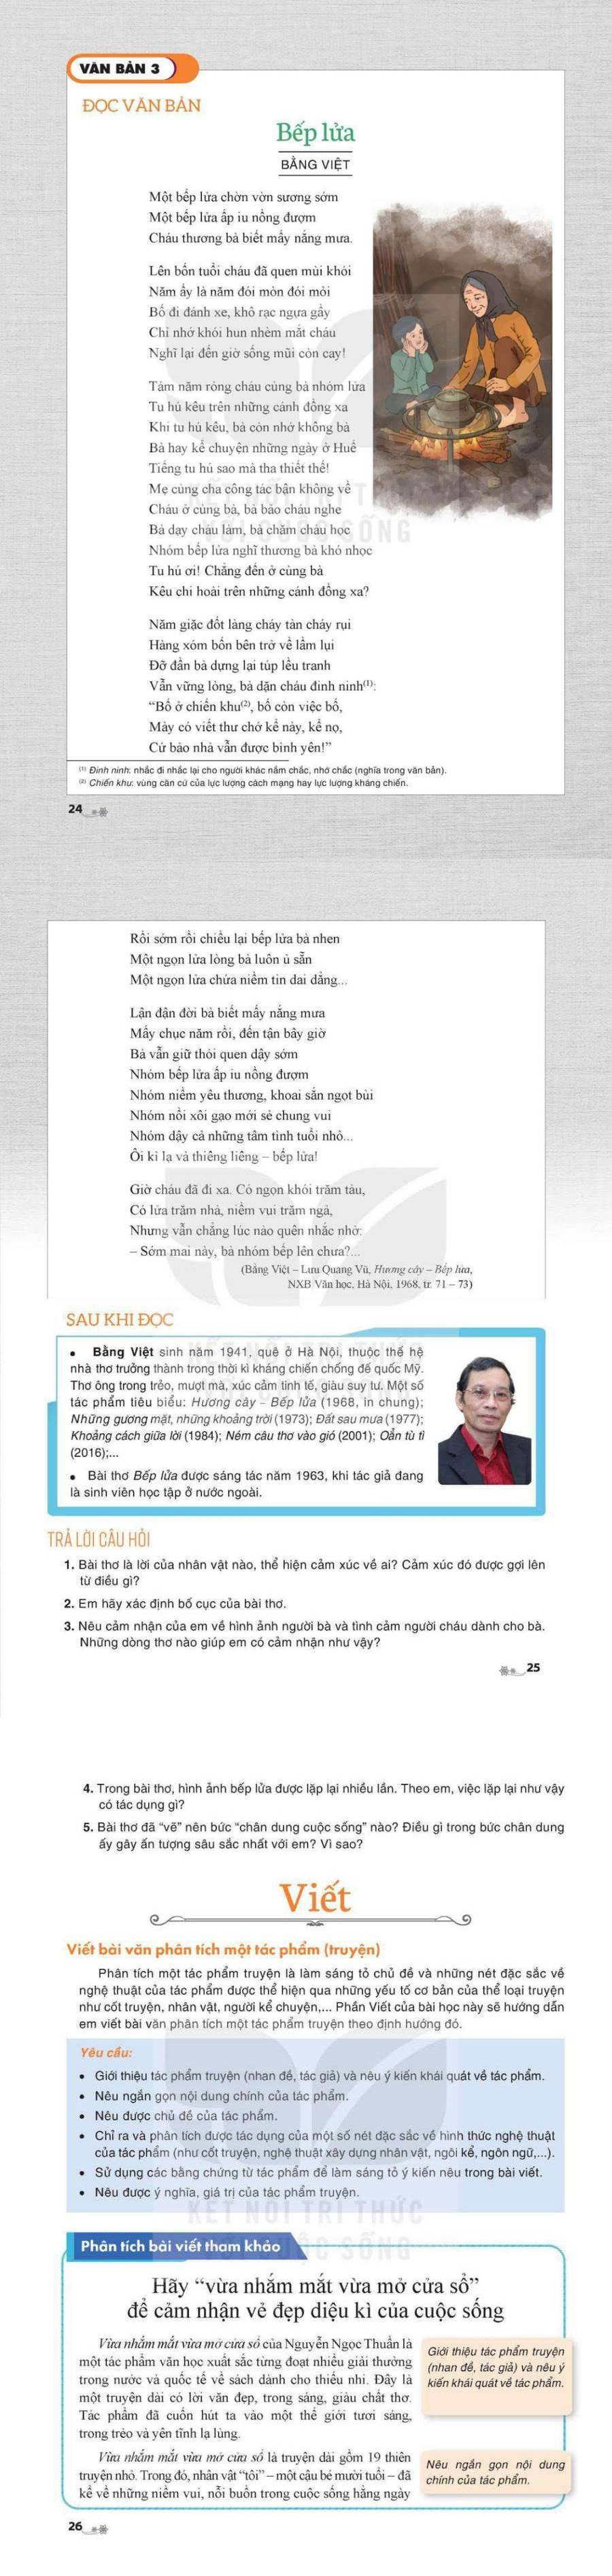 VĂN BẢN 3
ĐỌC VĂN BẢN
Bếp lửa
BẰNG VIỆT
Một bếp lửa chờn vờn sương sớm
Một bếp lửa ấp iu nồng đượm
Cháu thương bà biết mấy nắng mưa.
Lên bốn tuổi cháu đã quen mùi khói
Năm ấy là năm đói mòn đói mỏi
Bố đi đánh xe, khô rạc ngựa gầy
Chỉ nhớ khói hun nhèm mắt cháu
Nghĩ lại đến giờ sống mũi còn cay!
Tám năm ròng cháu cùng bà nhóm lửa
Tu hú kêu trên những cánh đồng xa
Khi tu hú kêu, bà còn nhớ không bà
Bà hay kể chuyện những ngày ở Huế
Tiếng tu hú sao mà tha thiết thế!
Mẹ cùng cha công tác bận không về
Cháu ở cùng bà, bà bảo cháu nghe
Bà dạy cháu làm, bà chăm cháu học
Nhóm bếp lửa nghĩ thương bà khó nhọc
Tu hú ơi! Chẳng đến ở cùng bà
Kêu chi hoài trên những cánh đồng xa?
Năm giặc đốt làng cháy tàn cháy rụi
Hàng xóm bốn bên trở về lầm lụi
Đỡ đần bà dựng lại túp lều tranh
Vẫn vững lòng, bà dặn cháu đinh ninh(1):
“Bố ở chiến khu(2), bố còn việc bố,
Mày có viết thư chớ kể này, kể nọ,
Cứ bảo nhà vẫn được bình yên!”
(1) Đinh ninh: nhắc đi nhắc lại cho người khác nắm chắc, nhớ chắc (nghĩa trong văn bản).
(2) Chiến khu: vùng căn cứ của lực lượng cách mạng hay lực lượng kháng chiến.
24
Rồi sớm rồi chiều lại bếp lửa bà nhen
Một ngọn lửa lòng bà luôn ủ sẵn
Một ngọn lửa chứa niềm tin dai dẳng...
Lận đận đời bà biết mấy nắng mưa
Mấy chục năm rồi, đến tận bây giờ
Bà vẫn giữ thói quen dậy sớm
Nhóm bếp lửa ấp iu nồng đượm
Nhóm niềm yêu thương, khoai sắn ngọt bùi
Nhóm nồi xôi gạo mới sẻ chung vui
Nhóm dậy cả những tâm tình tuổi nhỏ...
Ôi kì lạ và thiêng liêng – bếp lửa!
Giờ cháu đã đi xa. Có ngọn khói trăm tàu,
Có lửa trăm nhà, niềm vui trăm ngả,
Nhưng vẫn chẳng lúc nào quên nhắc nhở:
– Sớm mai này, bà nhóm bếp lên chưa?...
(Bằng Việt – Lưu Quang Vũ, Hương cây – Bếp lửa,
NXB Văn học, Hà Nội, 1968, tr. 71 – 73)
SAU KHI ĐỌC
• Bằng Việt sinh năm 1941, quê ở Hà Nội, thuộc thế hệ
nhà thơ trưởng thành trong thời kì kháng chiến chống đế quốc Mỹ.
Thơ ông trong trẻo, mượt mà, xúc cảm tinh tế, giàu suy tư. Một số
tác phẩm tiêu biểu: Hương cây – Bếp lửa (1968, in chung);
Những gương mặt, những khoảng trời (1973); Đất sau mưa (1977);
Khoảng cách giữa lời (1984); Ném câu thơ vào gió (2001); Oằn tù tì
(2016);...
• Bài thơ Bếp lửa được sáng tác năm 1963, khi tác giả đang
là sinh viên học tập ở nước ngoài.
TRẢ LỜI CÂU HỎI
1. Bài thơ là lời của nhân vật nào, thể hiện cảm xúc về ai? Cảm xúc đó được gợi lên
từ điều gì?
2. Em hãy xác định bố cục của bài thơ.
3. Nêu cảm nhận của em về hình ảnh người bà và tình cảm người cháu dành cho bà.
Những dòng thơ nào giúp em có cảm nhận như vậy?
25
4. Trong bài thơ, hình ảnh bếp lửa được lặp lại nhiều lần. Theo em, việc lặp lại như vậy
có tác dụng gì?
5. Bài thơ đã “vẽ” nên bức “chân dung cuộc sống” nào? Điều gì trong bức chân dung
ấy gây ấn tượng sâu sắc nhất với em? Vì sao?
Viết
Viết bài văn phân tích một tác phẩm (truyện)
Phân tích một tác phẩm truyện là làm sáng tỏ chủ đề và những nét đặc sắc về
nghệ thuật của tác phẩm được thể hiện qua những yếu tố cơ bản của thể loại truyện
như cốt truyện, nhân vật, người kể chuyện,... Phần Viết của bài học này sẽ hướng dẫn
em viết bài văn phân tích một tác phẩm truyện theo định hướng đó.
Yêu cầu:
• Giới thiệu tác phẩm truyện (nhan đề, tác giả) và nêu ý kiến khái quát về tác phẩm.
• Nêu ngắn gọn nội dung chính của tác phẩm.
• Nêu được chủ đề của tác phẩm.
• Chỉ ra và phân tích được tác dụng của một số nét đặc sắc về hình thức nghệ thuật
của tác phẩm (như cốt truyện, nghệ thuật xây dựng nhân vật, ngôi kể, ngôn ngữ,...).
• Sử dụng các bằng chứng từ tác phẩm để làm sáng tỏ ý kiến nêu trong bài viết.
• Nêu được ý nghĩa, giá trị của tác phẩm truyện.
KẾT NỐI TRI THỨC
VỚI CUỘC SỐNG
Phân tích bài viết tham khảo
Hãy “vừa nhắm mắt vừa mở cửa sổ”
để cảm nhận vẻ đẹp diệu kì của cuộc sống
Vừa nhắm mắt vừa mở cửa sổ của Nguyễn Ngọc Thuần là
một tác phẩm văn học xuất sắc từng đoạt nhiều giải thưởng
trong nước và quốc tế về sách dành cho thiếu nhi. Đây là
một truyện dài có lời văn đẹp, trong sáng, giàu chất thơ.
Tác phẩm đã cuốn hút ta vào một thế giới tươi sáng,
trong trẻo và yên tĩnh lạ lùng.
Giới thiệu tác phẩm truyện
(nhan đề, tác giả) và nêu ý
kiến khái quát về tác phẩm.
Vừa nhắm mắt vừa mở cửa sổ là truyện dài gồm 19 thiên
truyện nhỏ. Trong đó, nhân vật “tôi” – một cậu bé mười tuổi – đã
kể về những niềm vui, nỗi buồn trong cuộc sống hằng ngày
Nêu ngắn gọn nội dung
chính của tác phẩm.
26